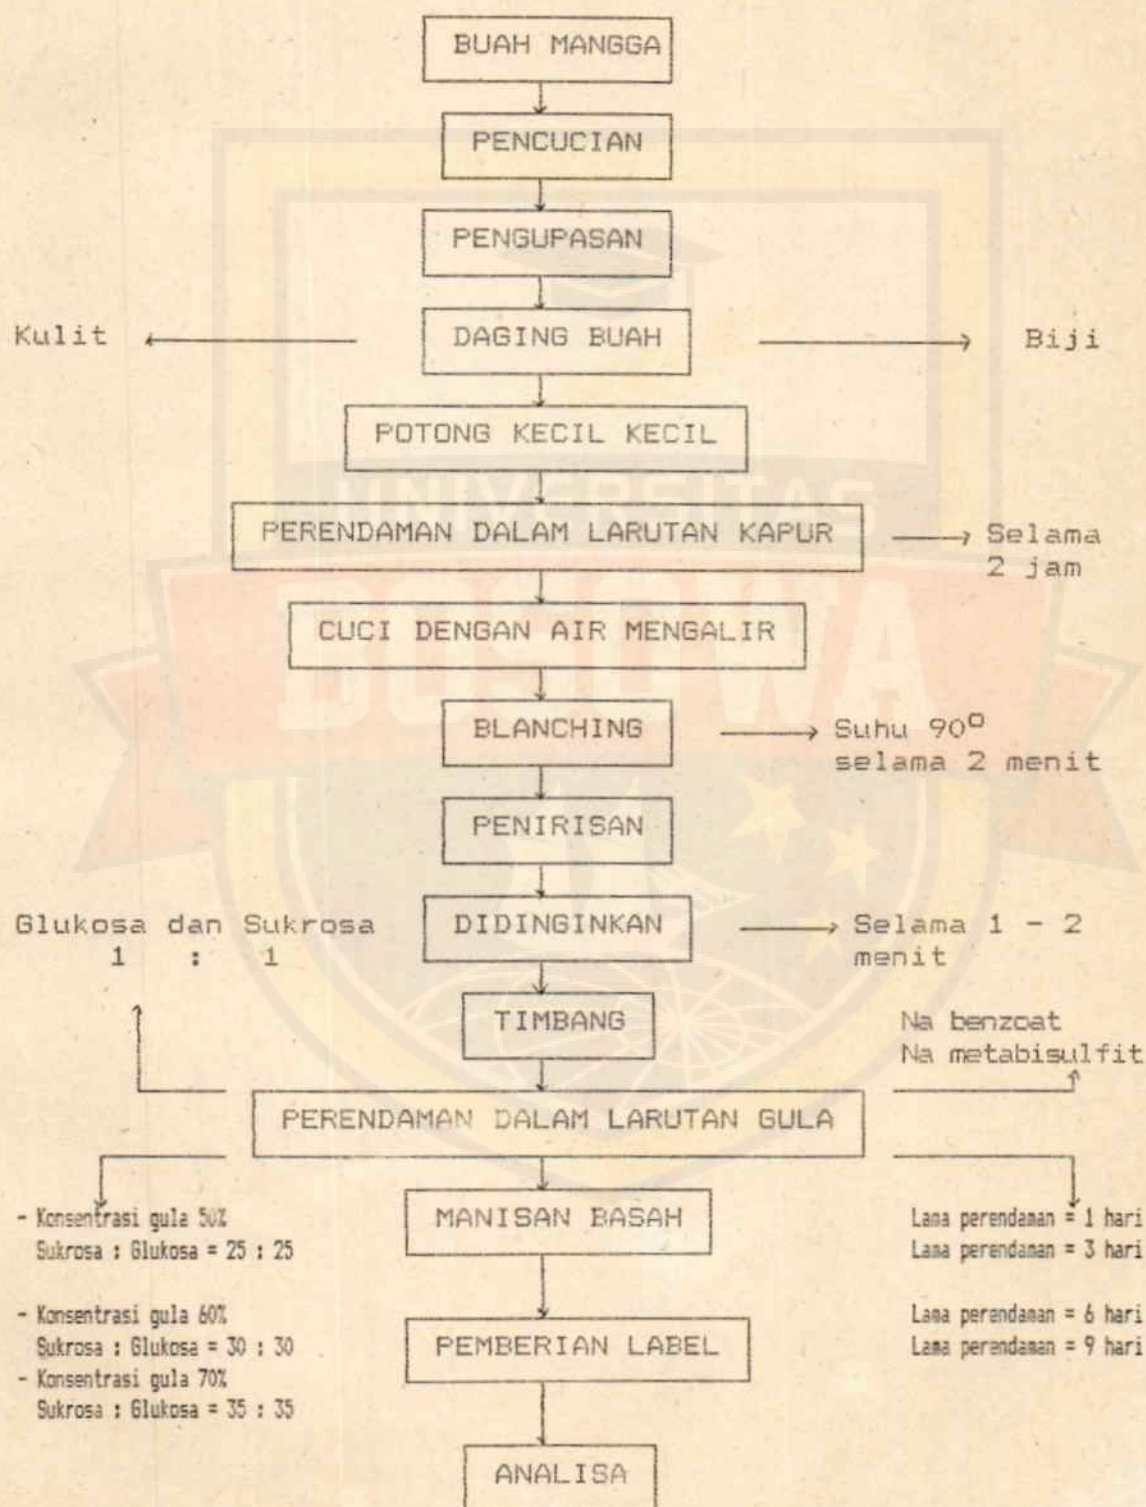 BUAH MANGGA
PENCUCIAN
PENGUPASAN
Kulit
DAGING BUAH
Biji
POTONG KECIL KECIL
UNIVERSITAS
PERENDAMAN DALAM LARUTAN KAPUR
Selama
2 jam
BOSOWA
CUCI DENGAN AIR MENGALIR
BLANCHING
Suhu 90°
selama 2 menit
PENIRISAN
Glukosa dan Sukrosa
1 : 1
DIDINGINKAN
Selama 1 - 2
menit
TIMBANG
Na benzoat
Na metabisulfit
PERENDAMAN DALAM LARUTAN GULA
- Konsentrasi gula 50%
Sukrosa : Glukosa = 25 : 25
MANISAN BASAH
Lama perendaman = 1 hari
Lama perendaman = 3 hari
- Konsentrasi gula 60%
Sukrosa : Glukosa = 30 : 30
- Konsentrasi gula 70%
Sukrosa : Glukosa = 35 : 35
PEMBERIAN LABEL
Lama perendaman = 6 hari
Lama perendaman = 9 hari
ANALISA